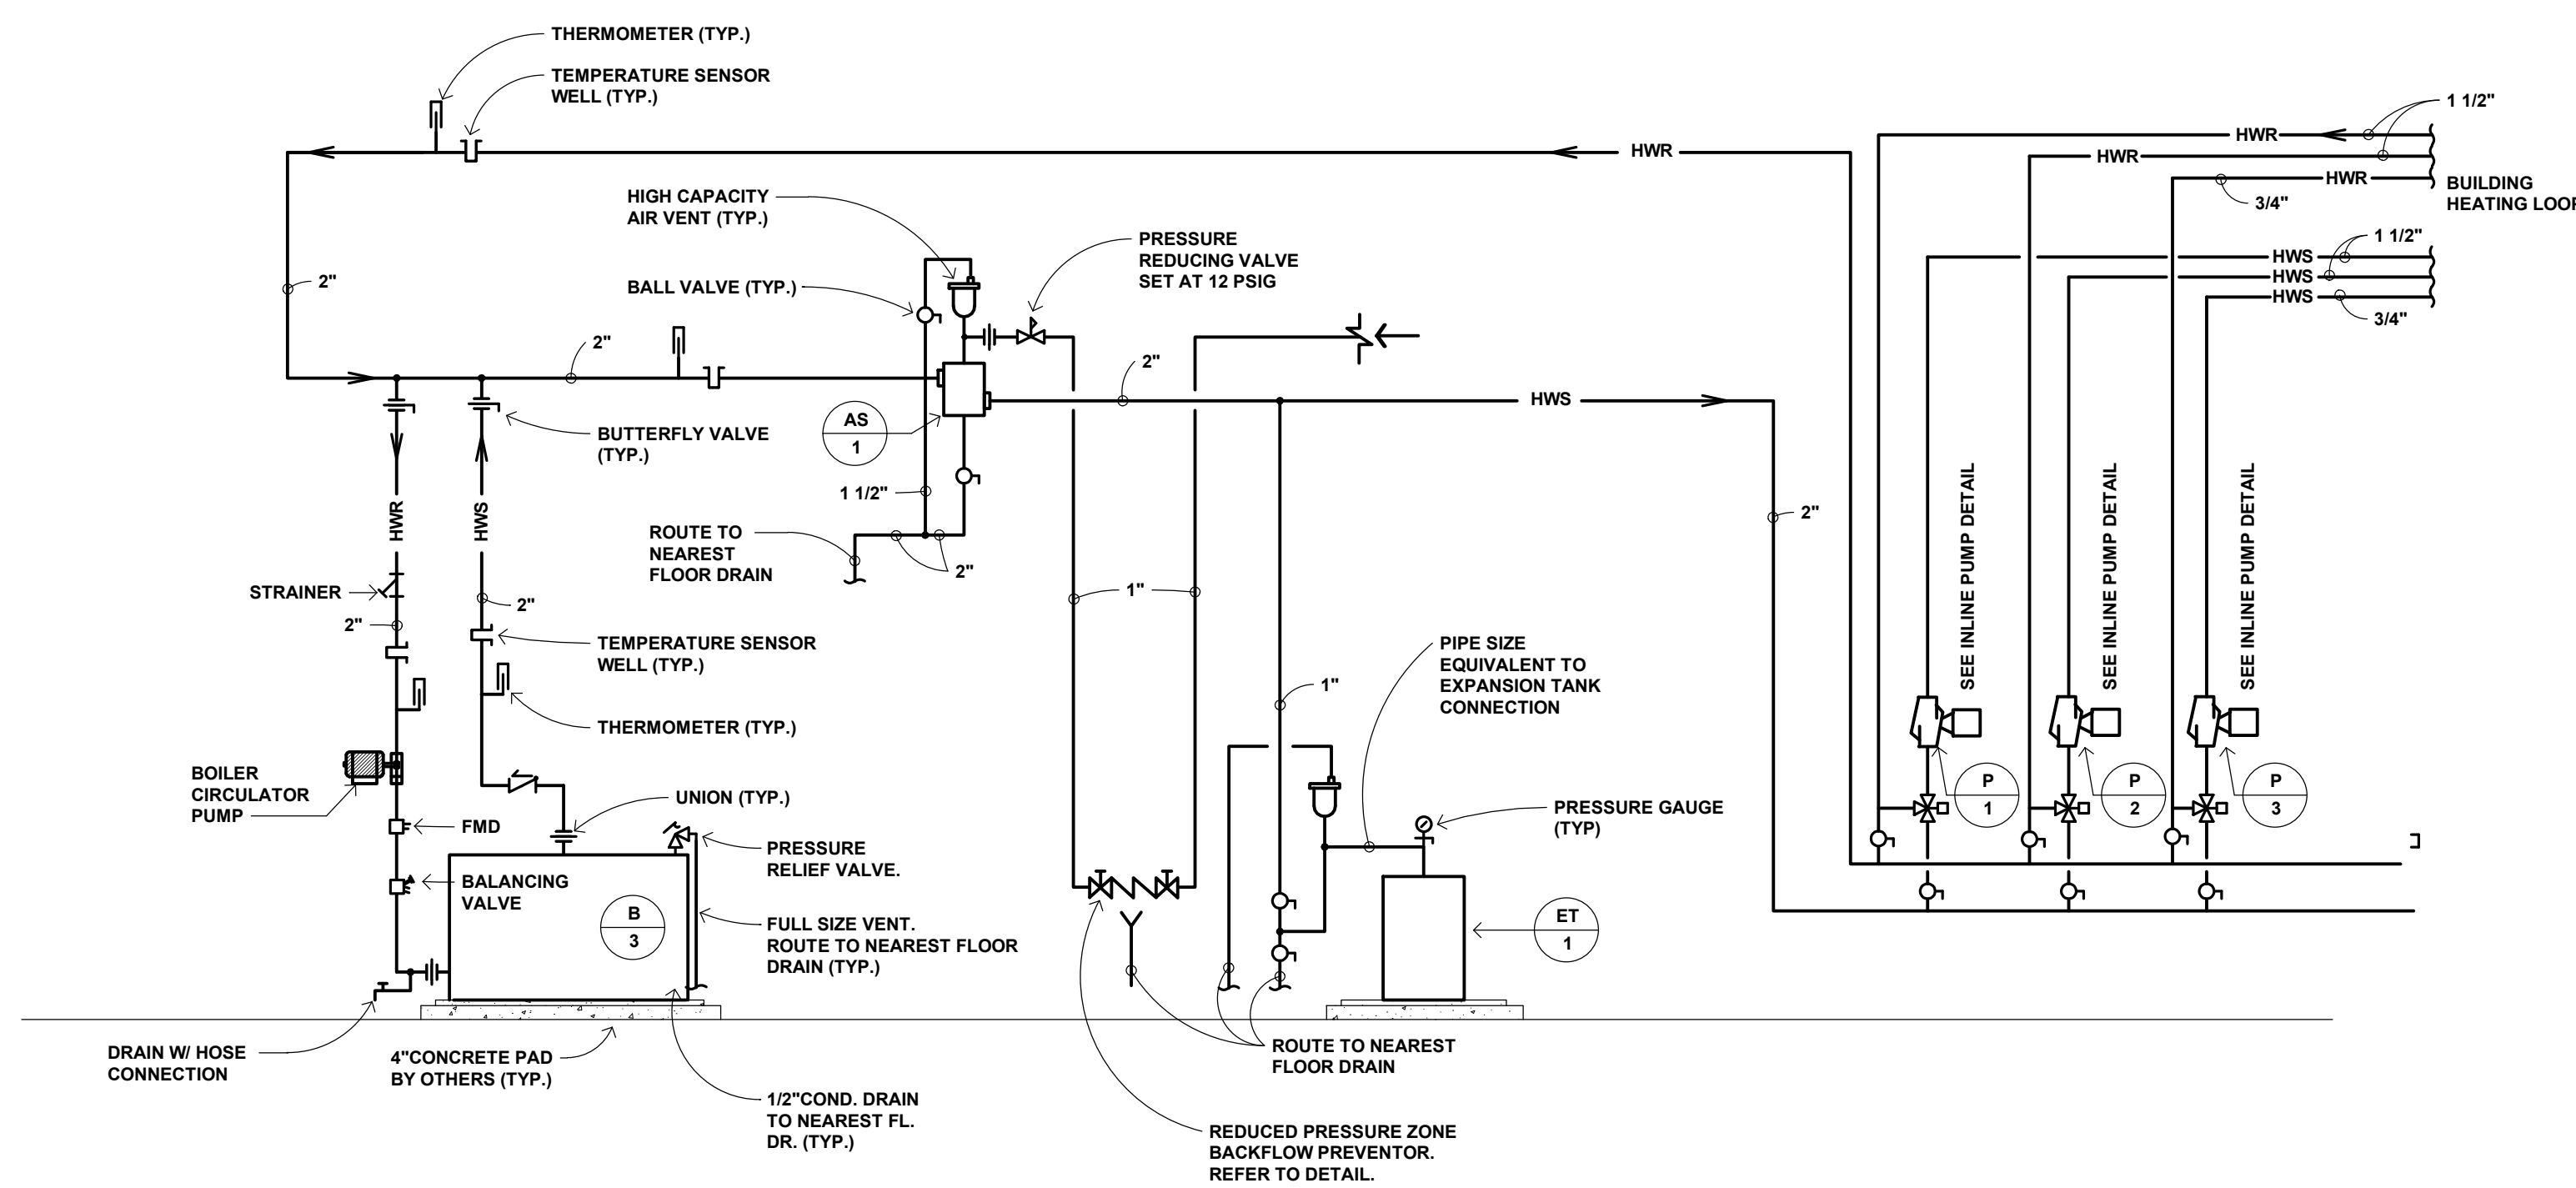 THERMOMETER (TYP.)
TEMPERATURE SENSOR
WELL (TYP.)
HWR
1 1/2"
HWR
HWR
HWR
3/4"
BUILDING
HEATING LOOP
HIGH CAPACITY
AIR VENT (TYP.)
PRESSURE
REDUCING VALVE
SET AT 12 PSIG
1 1/2"
HWS
HWS
HWS
3/4"
2"
BALL VALVE (TYP.)
2"
2"
HWS
AS
1
BUTTERFLY VALVE
(TYP.)
1 1/2"
2"
HWR
HWS
ROUTE TO
NEAREST
FLOOR DRAIN
2"
SEE INLINE PUMP DETAIL
SEE INLINE PUMP DETAIL
SEE INLINE PUMP DETAIL
STRAINER
2"
2"
1"
TEMPERATURE SENSOR
WELL (TYP.)
PIPE SIZE
EQUIVALENT TO
EXPANSION TANK
CONNECTION
1"
THERMOMETER (TYP.)
BOILER
CIRCULATOR
PUMP
UNION (TYP.)
P
1
P
2
P
3
PRESSURE GAUGE
(TYP)
FMD
PRESSURE
RELIEF VALVE.
BALANCING
VALVE
B
3
FULL SIZE VENT.
ROUTE TO NEAREST FLOOR
DRAIN (TYP.)
ET
1
DRAIN W/ HOSE
CONNECTION
4"CONCRETE PAD
BY OTHERS (TYP.)
ROUTE TO NEAREST
FLOOR DRAIN
1/2"COND. DRAIN
TO NEAREST FL.
DR. (TYP.)
REDUCED PRESSURE ZONE
BACKFLOW PREVENTOR.
REFER TO DETAIL.